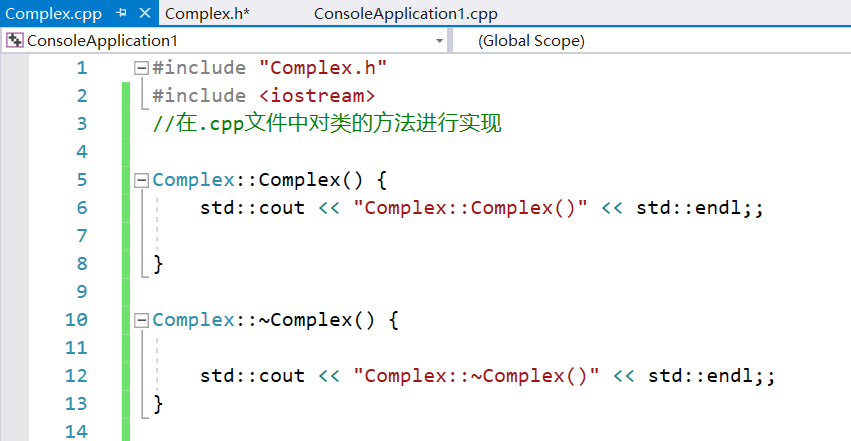 Complex.cpp Complex.h* ConsoleApplication1.cpp
ConsoleApplication1 (Global Scope)
1 #include "Complex.h"
2 #include <iostream>
3 //在.cpp文件中对类的方法进行实现
4
5 Complex::Complex() {
6 std::cout << "Complex::Complex()" << std::endl;;
7
8 }
9
10 Complex::~Complex() {
11
12 std::cout << "Complex::~Complex()" << std::endl;;
13 }
14